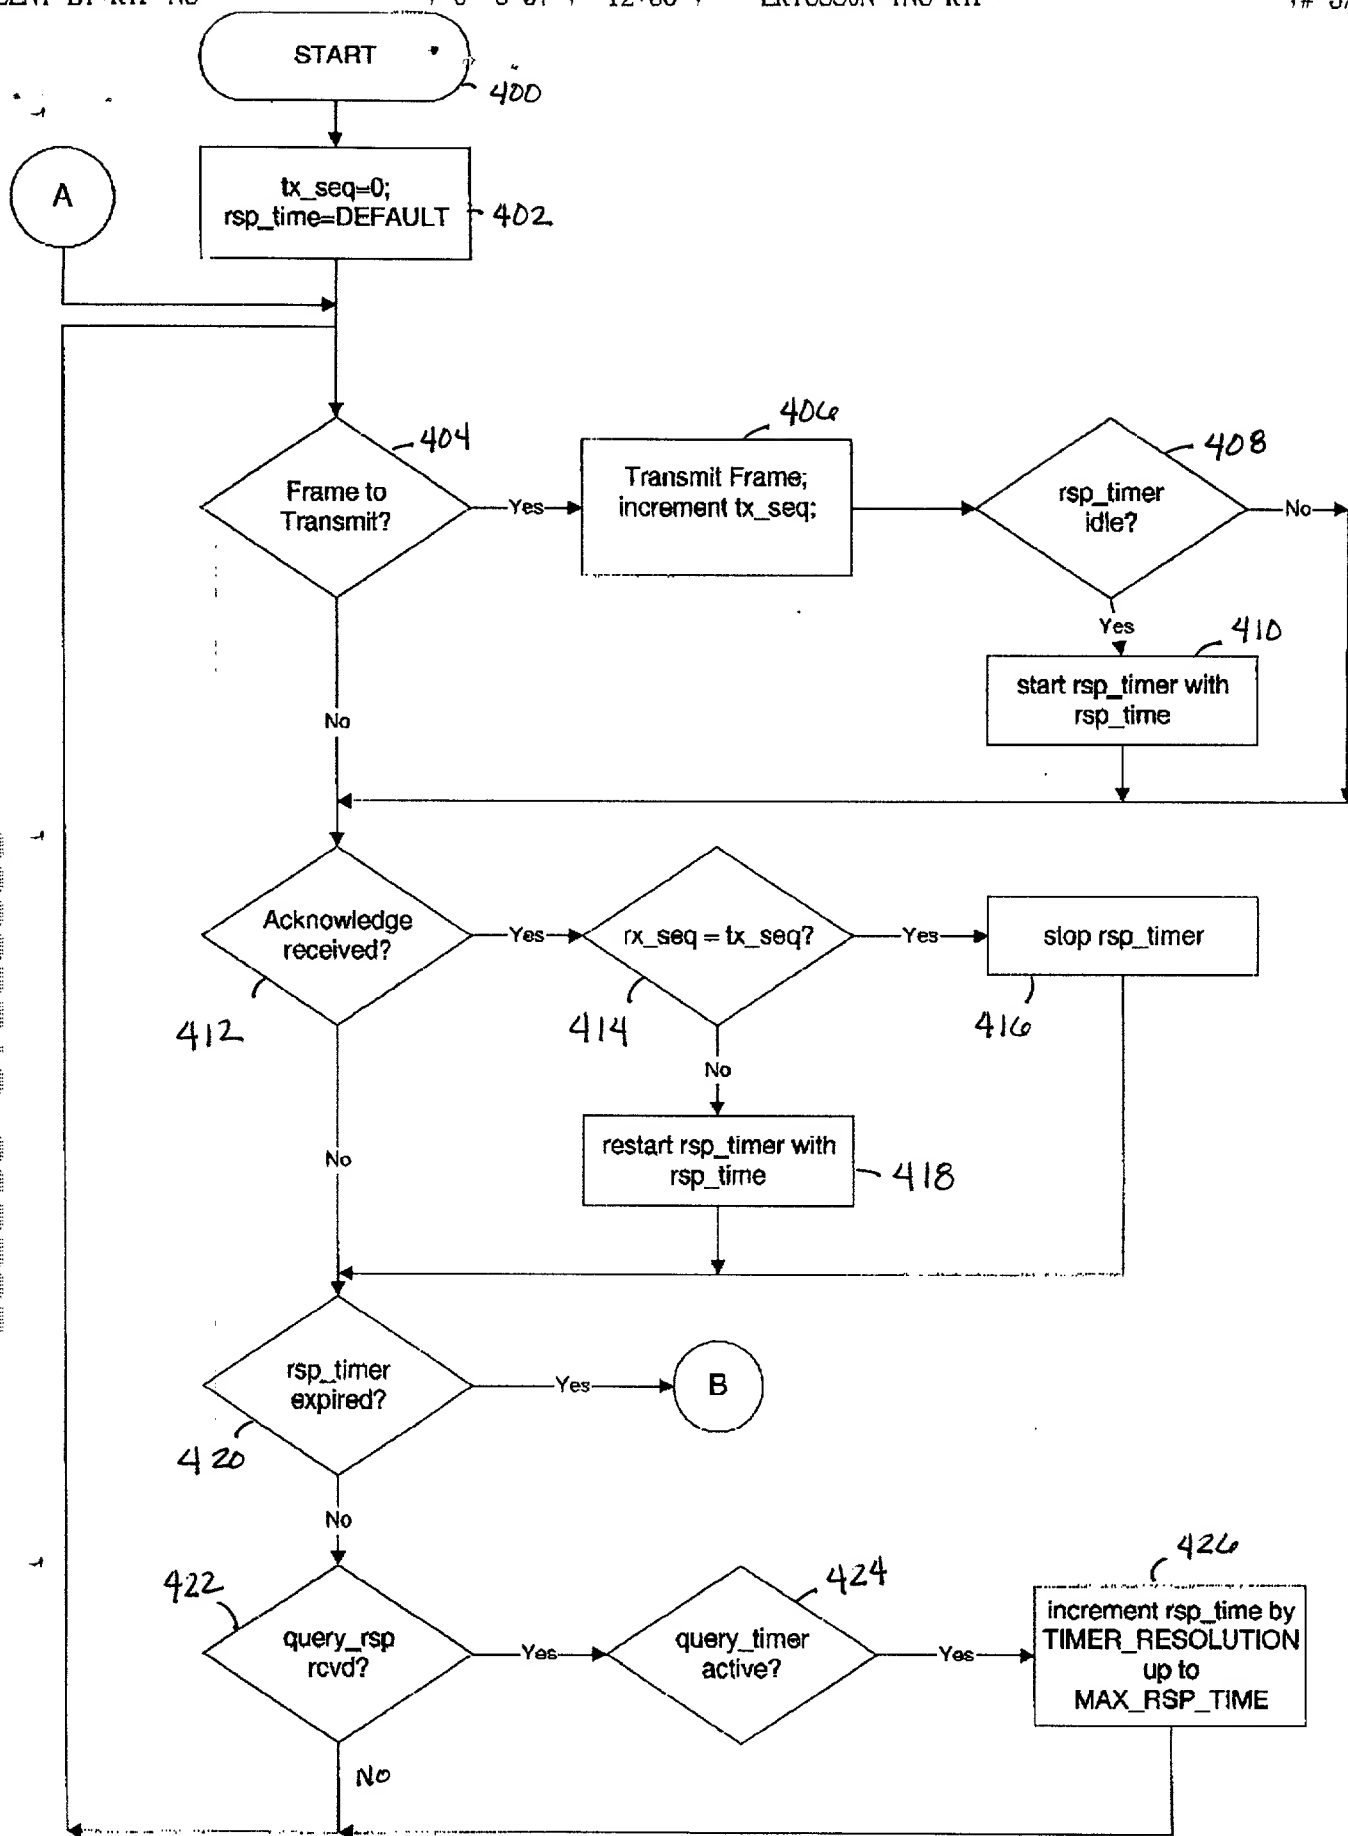 START
400
A
tx_seq=0;
rsp_time=DEFAULT
402
404
Frame to
Transmit?
Yes
406
Transmit Frame;
increment tx_seq;
408
rsp_timer
idle?
No
Yes
410
start rsp_timer with
rsp_time
No
Acknowledge
received?
412
Yes
rx_seq = tx_seq?
414
Yes
stop rsp_timer
416
No
restart rsp_timer with
rsp_time
418
No
rsp_timer
expired?
420
Yes
B
No
422
query_rsp
rcvd?
Yes
424
query_timer
active?
Yes
426
increment rsp_time by
TIMER_RESOLUTION
up to
MAX_RSP_TIME
No